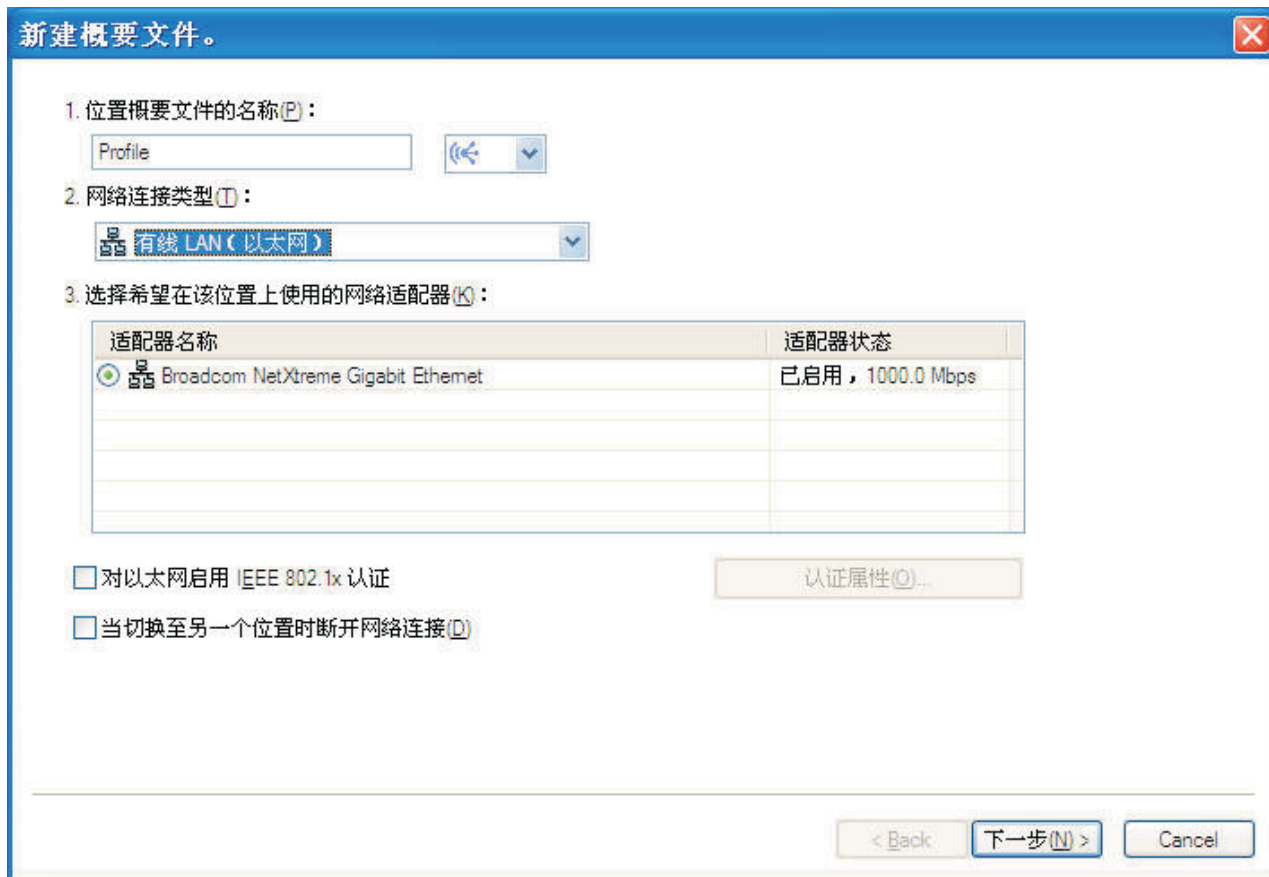 新建概要文件。
1. 位置概要文件的名称(P)：
Profile
2. 网络连接类型(T)：
有线 LAN（以太网）
3. 选择希望在该位置上使用的网络适配器(K)：
适配器名称 适配器状态
Broadcom NetXtreme Gigabit Ethernet 已启用，1000.0 Mbps
对以太网启用 IEEE 802.1x 认证 认证属性(O)...
当切换至另一个位置时断开网络连接(D)
< Back 下一步(N) > Cancel